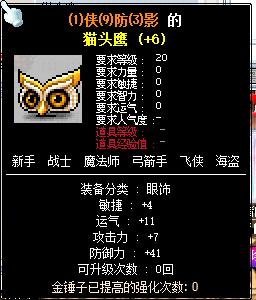 (1)侠(9)防(3)影 的
猫头鹰 (+6)
要求等级 : 20
要求力量 : 0
要求敏捷 : 0
要求智力 : 0
要求运气 : 0
要求人气度 : -
道具等级 : -
道具经验值 : -
新手 战士 魔法师 弓箭手 飞侠 海盗
装备分类 : 眼饰
敏捷 : +4
运气 : +11
攻击力 : +7
防御力 : +41
可升级次数 : 0回
金锤子已提高的强化次数: 0